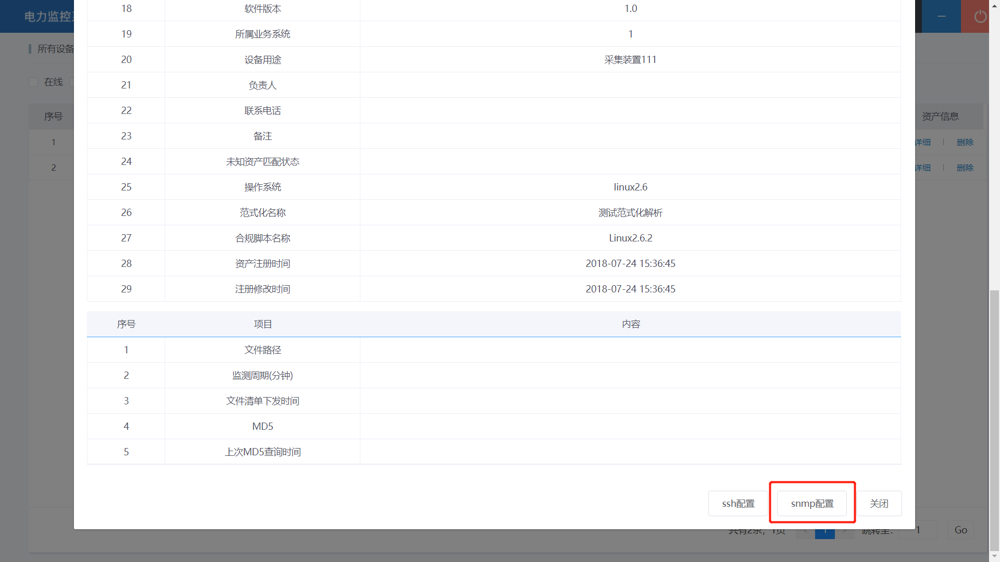 电力监控
18 软件版本 1.0
19 所属业务系统 1
所有设备
20 设备用途 采集装置111
在线
21 负责人
22 联系电话
序号 资产信息
23 备注
1 详细 删除
24 未知资产匹配状态
2 详细 删除
25 操作系统 linux2.6
26 范式化名称 测试范式化解析
27 合规脚本名称 Linux2.6.2
28 资产注册时间 2018-07-24 15:36:45
29 注册修改时间 2018-07-24 15:36:45
序号 项目 内容
1 文件路径
2 监测周期(分钟)
3 文件清单下发时间
4 MD5
5 上次MD5查询时间
ssh配置 snmp配置 关闭
共有2条，1页 1 跳转至: 1 Go